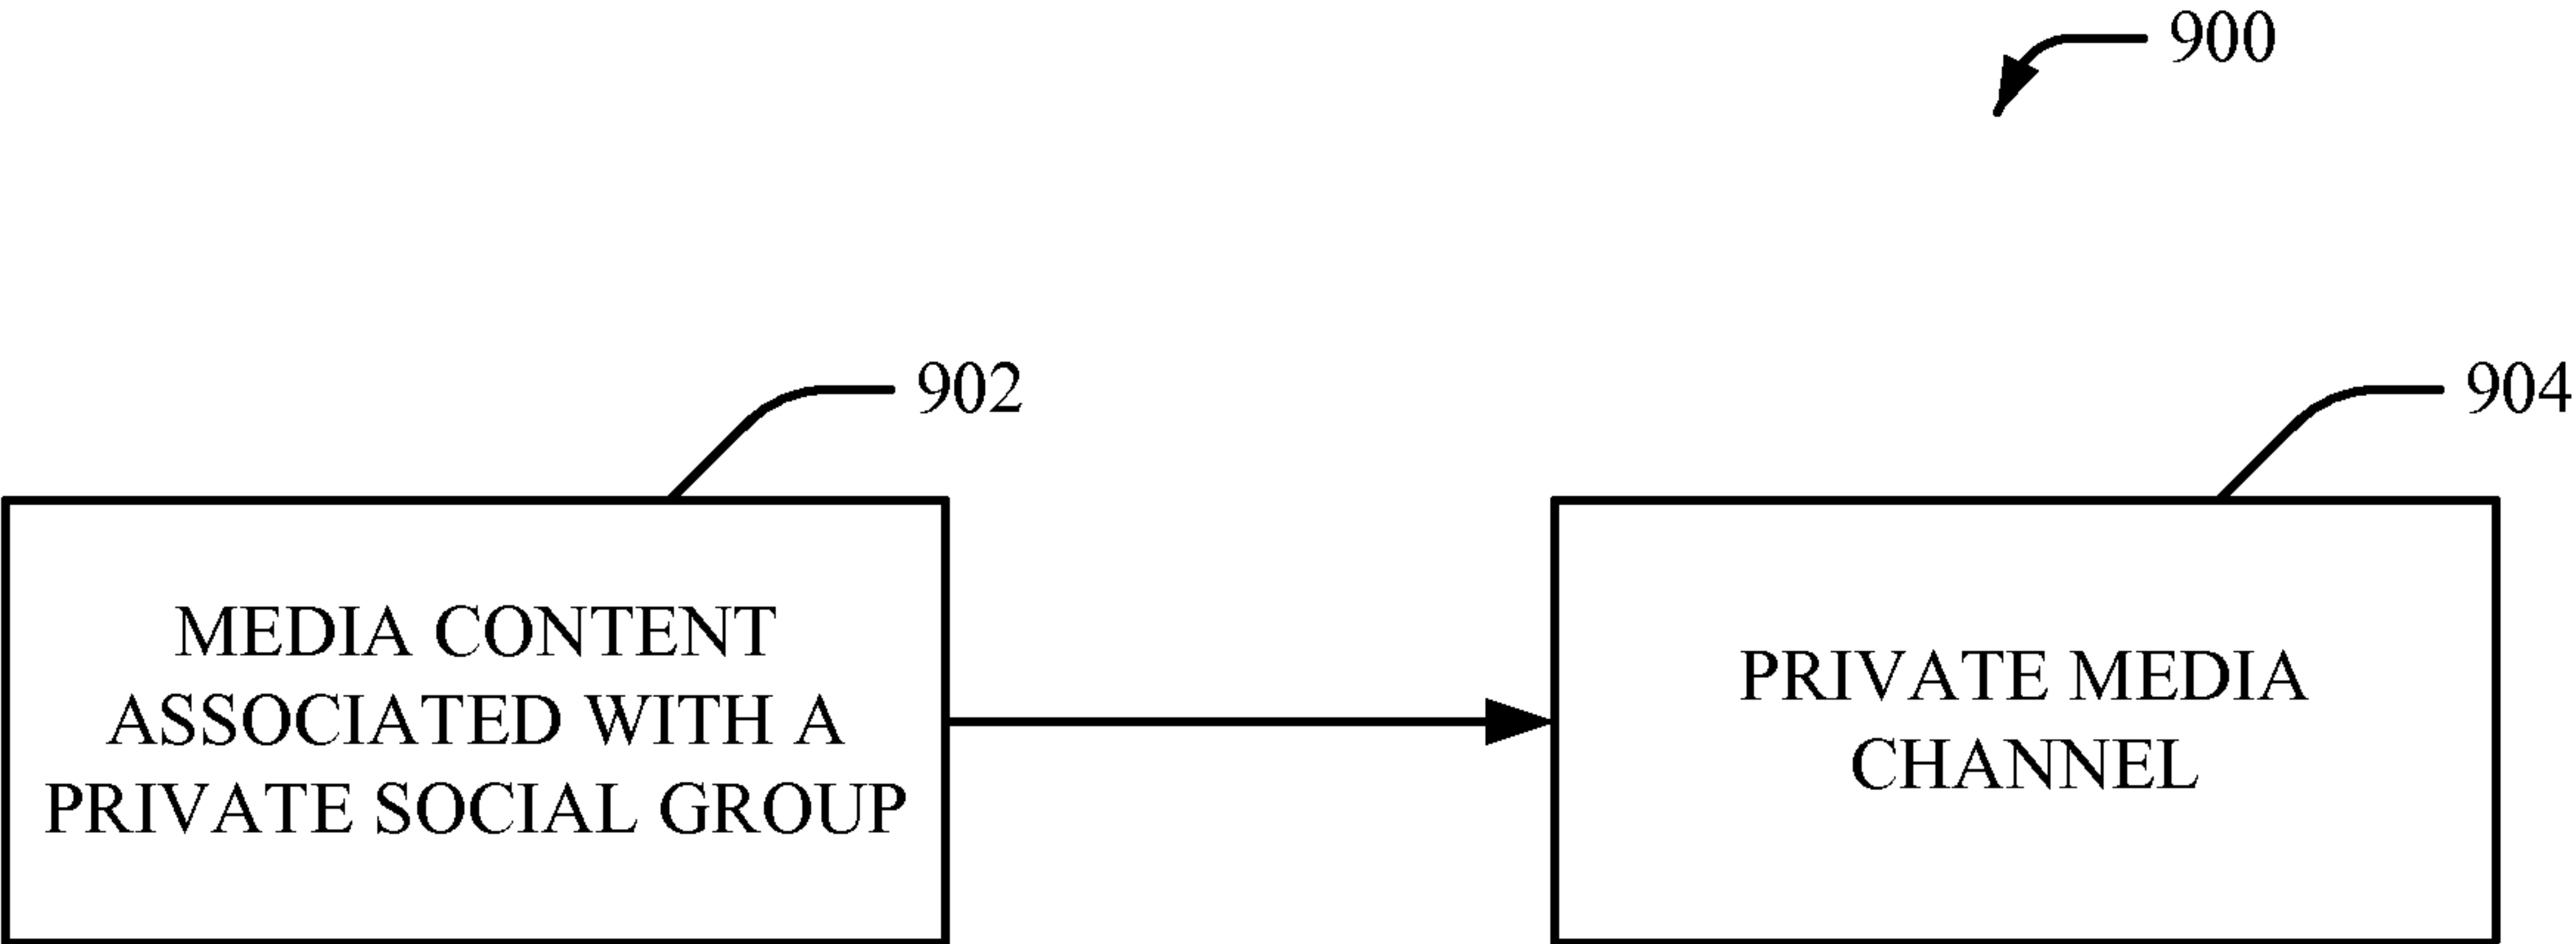 900
902
904
MEDIA CONTENT
ASSOCIATED WITH A
PRIVATE SOCIAL GROUP
PRIVATE MEDIA
CHANNEL